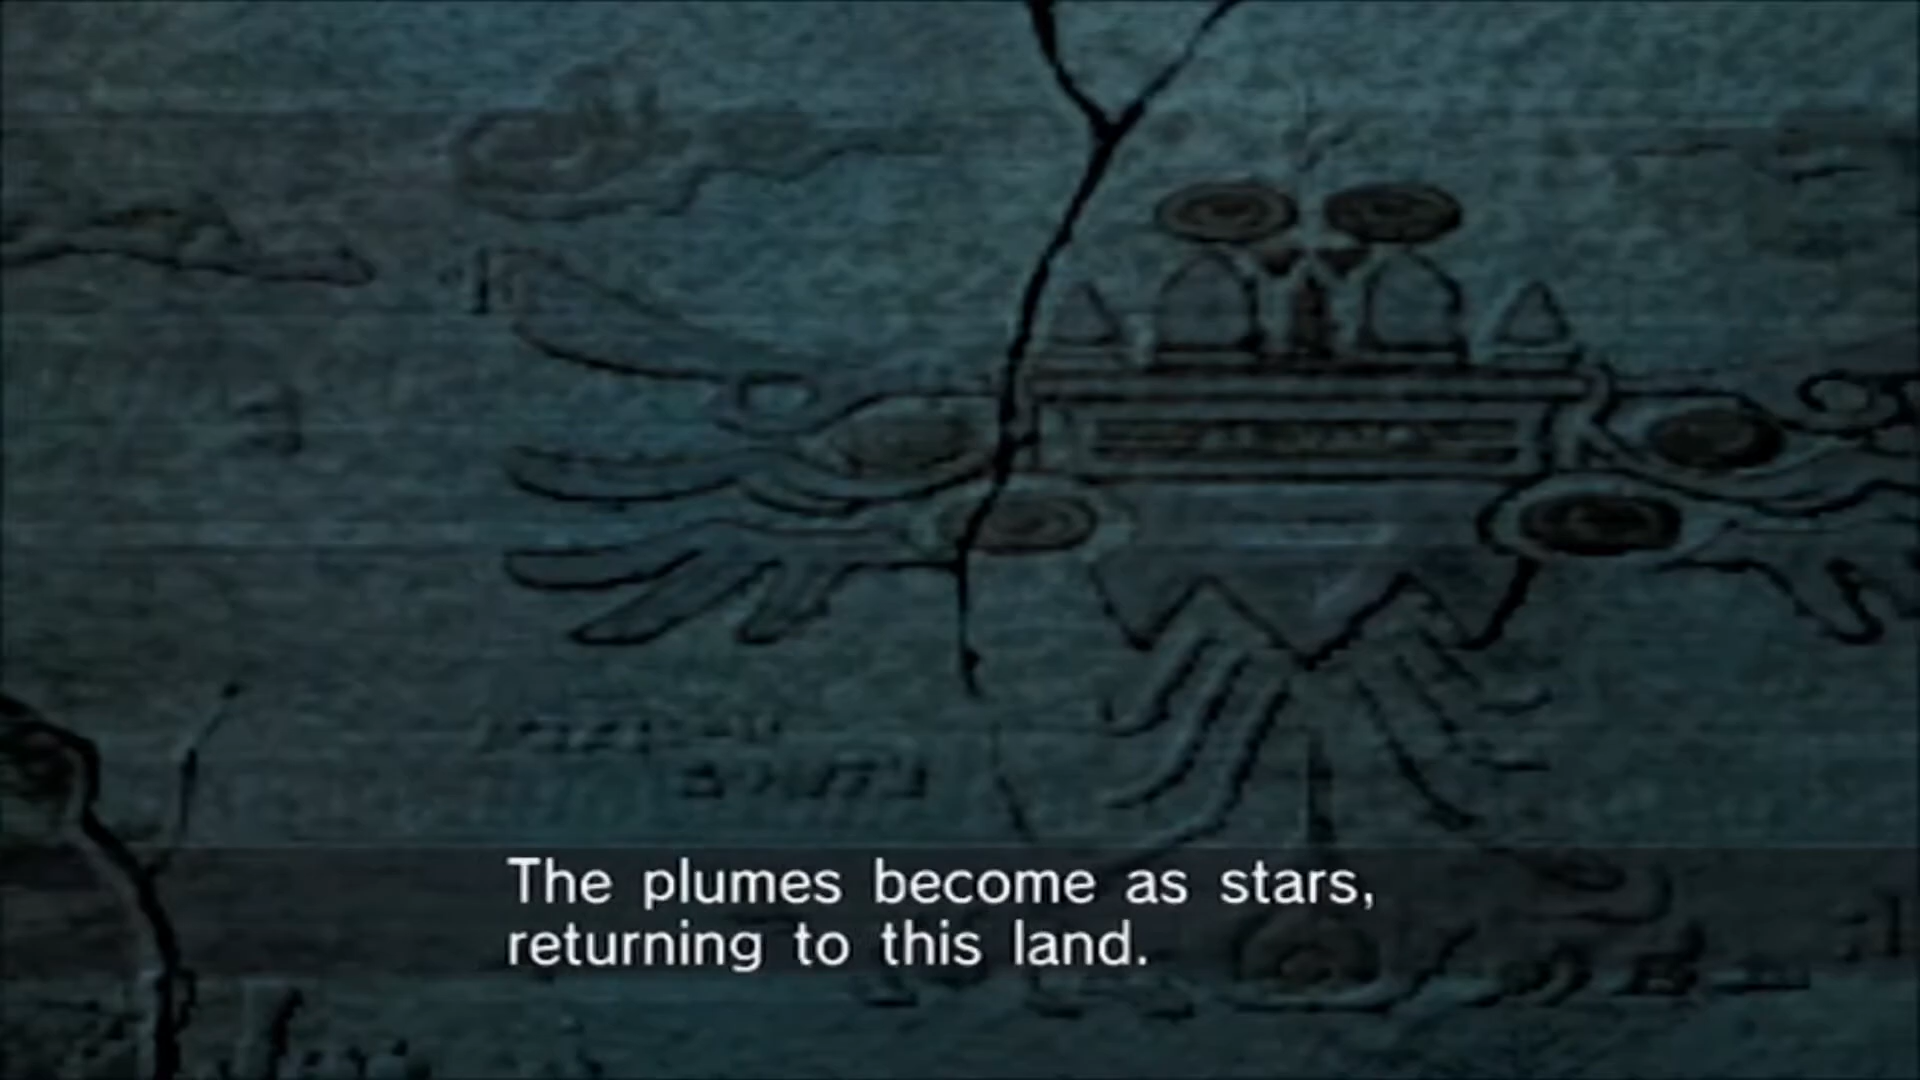 The plumes become as stars,
returning to this land.